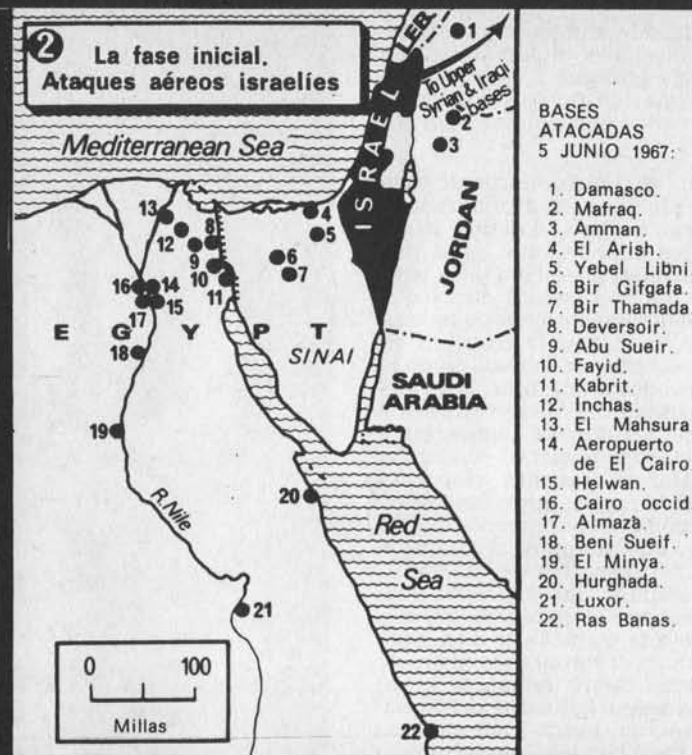 2
La fase inicial.
Ataques aéreos israelíes
Mediterranean Sea
LEB.
ISRAEL
To Upper
Syrian & Iraqi
bases
JORDAN
EGYPT
SINAI
SAUDI
ARABIA
R.Nile
Red
Sea
1
2
3
4
5
6
7
8
9
10
11
12
13
14
15
16
17
18
19
20
21
22
0 100
Millas
BASES
ATACADAS
5 JUNIO 1967:
1. Damasco.
2. Mafraq.
3. Amman.
4. El Arish.
5. Yebel Libni.
6. Bir Gifgafa.
7. Bir Thamada
8. Deversoir.
9. Abu Sueir.
10. Fayid.
11. Kabrit.
12. Inchas.
13. El Mahsura
14. Aeropuerto
de El Cairo
15. Helwan.
16. Cairo occid
17. Almaza.
18. Beni Sueif.
19. El Minya.
20. Hurghada.
21. Luxor.
22. Ras Banas.